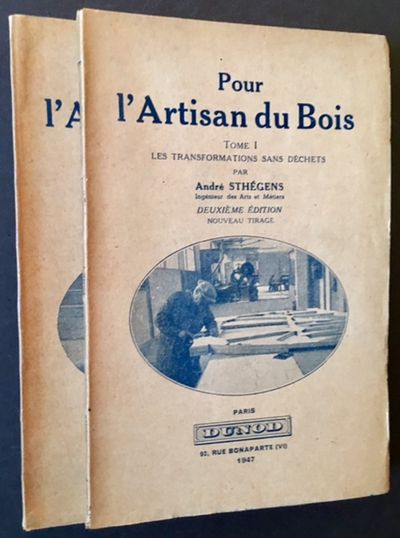 Pour
l'Artisan du Bois
TOME I
LES TRANSFORMATIONS SANS DÉCHETS
PAR
André STHÉGENS
Ingénieur des Arts et Métiers
DEUXIÈME ÉDITION
NOUVEAU TIRAGE
PARIS
DUNOD
92, RUE BONAPARTE (VI)
1947
l'A